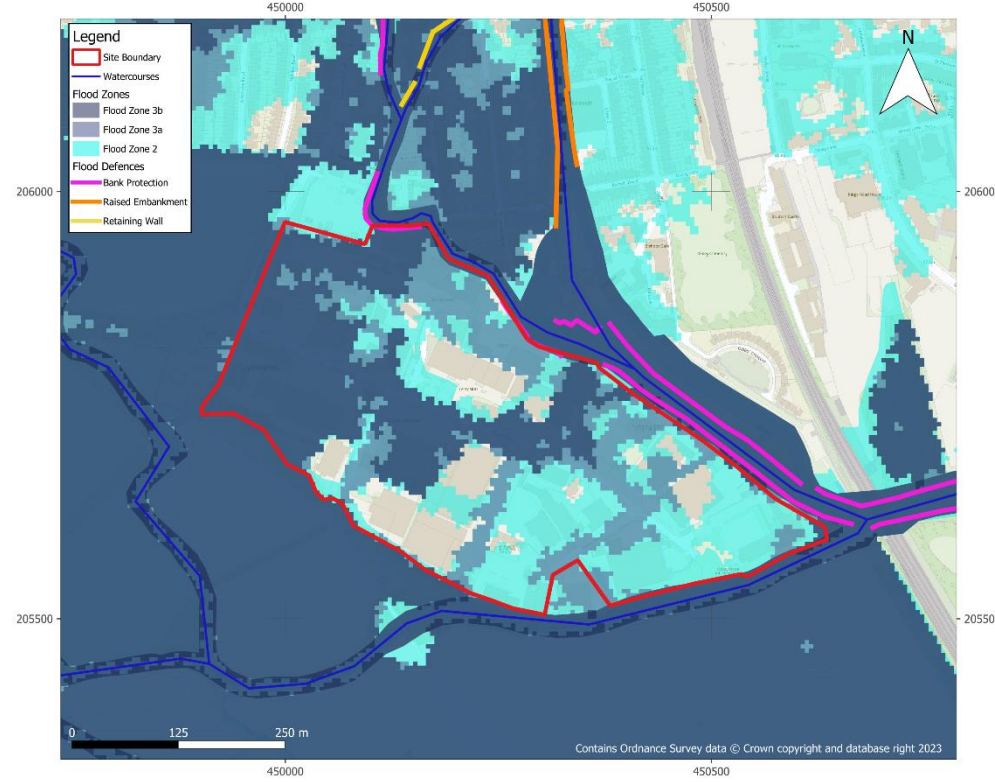 450000
450500
Legend
Site Boundary
Watercourses
Flood Zones
Flood Zone 3b
Flood Zone 3a
Flood Zone 2
Flood Defences
Bank Protection
Raised Embankment
Retaining Wall
N
206000
20600
205500
20550
0
125
250 m
Contains Ordnance Survey data © Crown copyright and database right 2023
450000
450500